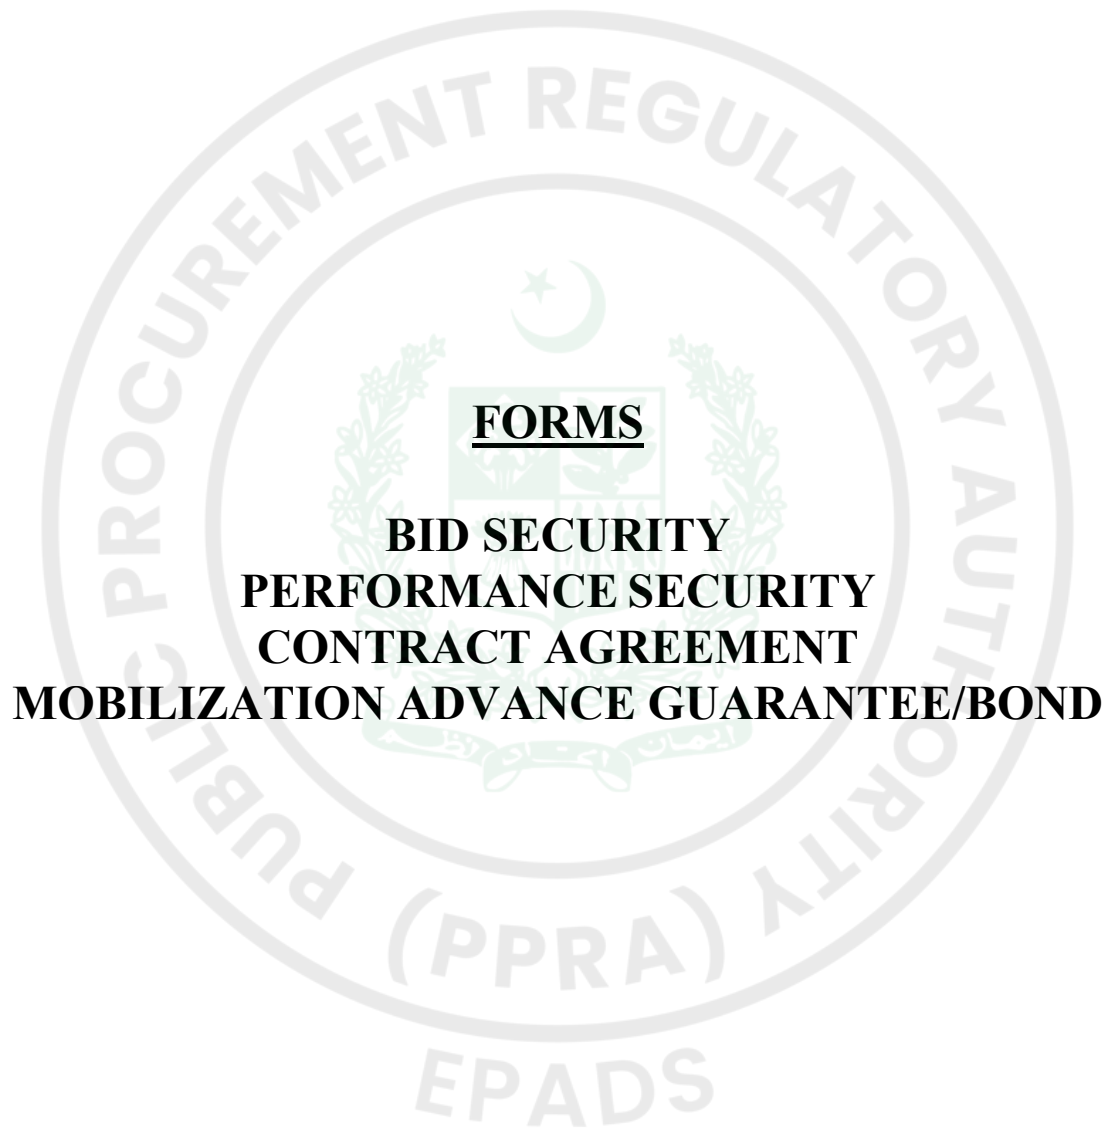 PUBLIC PROCUREMENT REGULATORY AUTHORITY
FORMS
BID SECURITY
PERFORMANCE SECURITY
CONTRACT AGREEMENT
MOBILIZATION ADVANCE GUARANTEE/BOND
(PPRA)
EPADS